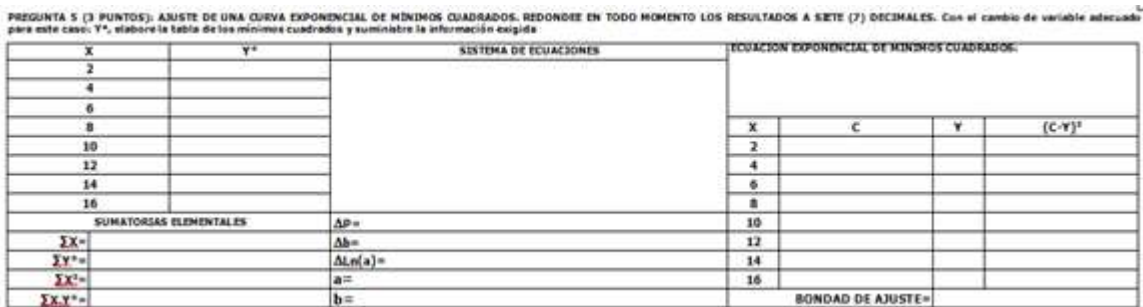 PREGUNTA 5 (3 PUNTOS): AJUSTE DE UNA CURVA EXPONENCIAL DE MÍNIMOS CUADRADOS. REDONDEE EN TODO MOMENTO LOS RESULTADOS A SIETE (7) DECIMALES. Con el cambio de variable adecuado
para este caso: Y*, elabore la tabla de los mínimos cuadrados y suministre la información exigida
X Y* SISTEMA DE ECUACIONES ECUACION EXPONENCIAL DE MINIMOS CUADRADOS.
2
4
6
8 X C Y (C-Y)²
10 2
12 4
14 6
16 8
SUMATORIAS ELEMENTALES Δp= 10
ΣX= Δb= 12
ΣY*= ΔLn(a)= 14
ΣX²= a= 16
ΣX.Y*= b= BONDAD DE AJUSTE=